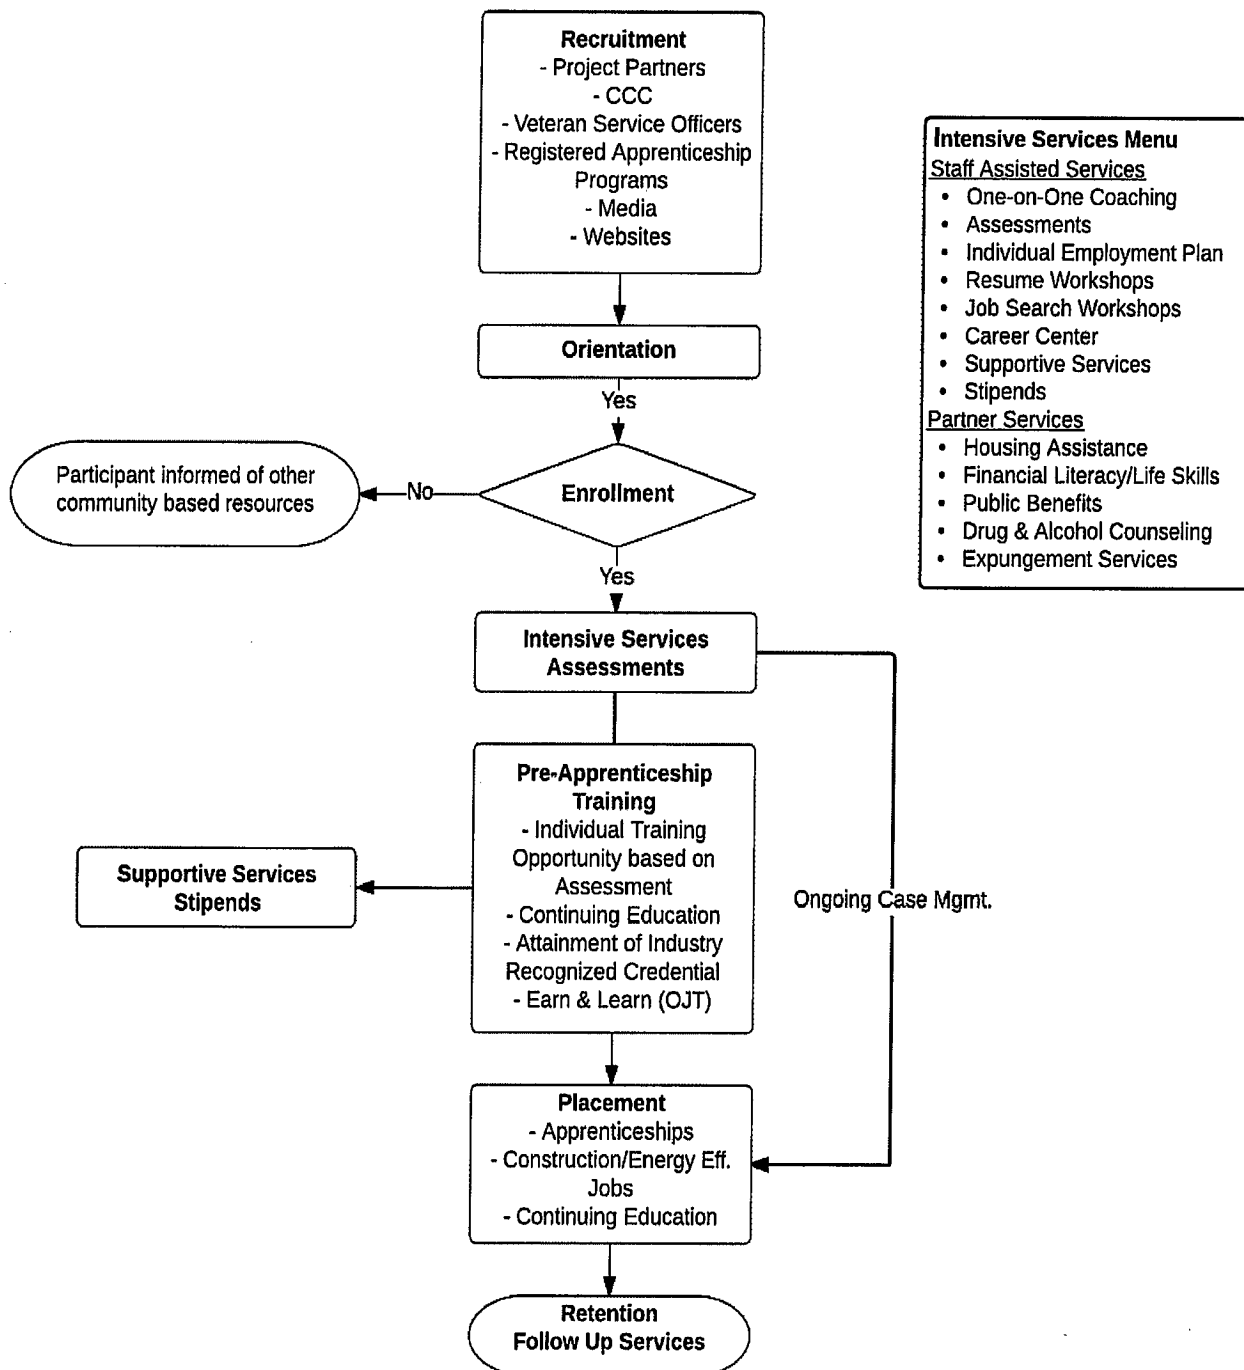 Recruitment
- Project Partners
- CCC
- Veteran Service Officers
- Registered Apprenticeship
Programs
- Media
- Websites
Intensive Services Menu
Staff Assisted Services
• One-on-One Coaching
• Assessments
• Individual Employment Plan
• Resume Workshops
• Job Search Workshops
• Career Center
• Supportive Services
• Stipends
Partner Services
• Housing Assistance
• Financial Literacy/Life Skills
• Public Benefits
• Drug & Alcohol Counseling
• Expungement Services
Orientation
Yes
Enrollment
No
Participant informed of other
community based resources
Yes
Intensive Services
Assessments
Pre-Apprenticeship
Training
- Individual Training
Opportunity based on
Assessment
- Continuing Education
- Attainment of Industry
Recognized Credential
- Earn & Learn (OJT)
Supportive Services
Stipends
Ongoing Case Mgmt.
Placement
- Apprenticeships
- Construction/Energy Eff.
Jobs
- Continuing Education
Retention
Follow Up Services